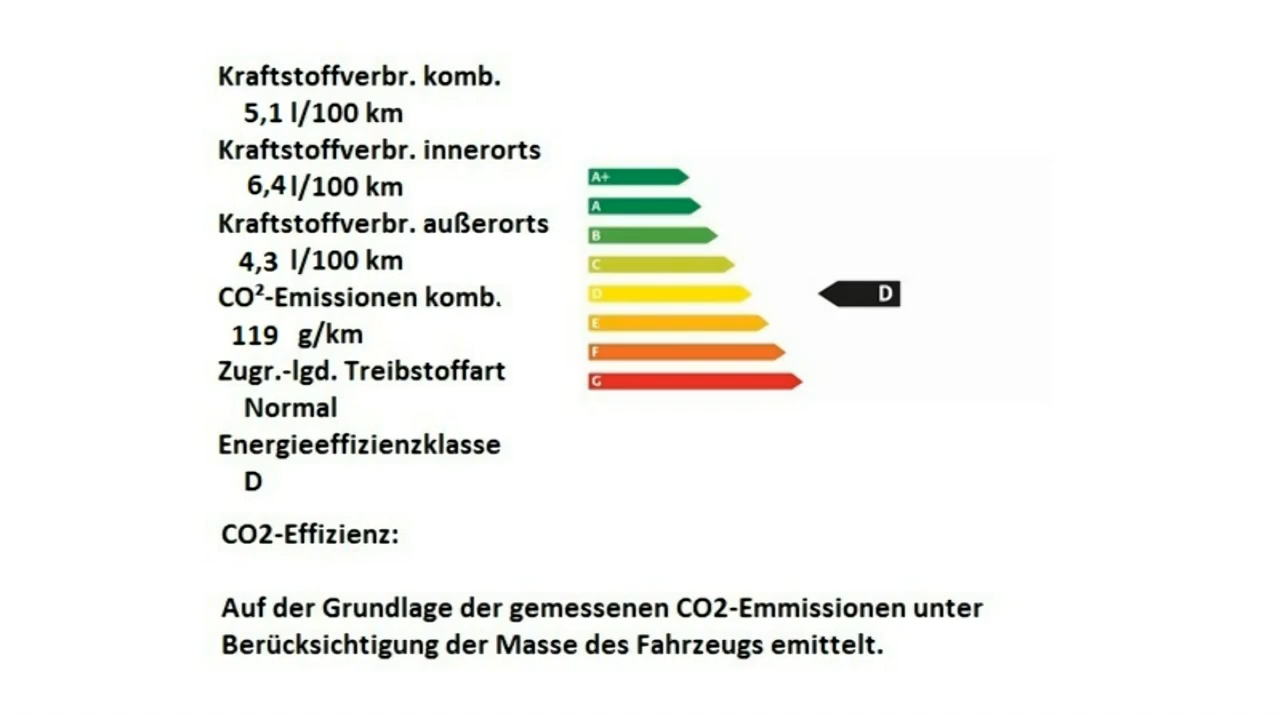 Kraftstoffverbr. komb.
5,1 l/100 km
Kraftstoffverbr. innerorts
6,4 l/100 km
Kraftstoffverbr. außerorts
4,3 l/100 km
CO²-Emissionen komb.
119 g/km
Zugr.-lgd. Treibstoffart
Normal
Energieeffizienzklasse
D
A+
A
B
C
D
D
E
F
G
CO2-Effizienz:
Auf der Grundlage der gemessenen CO2-Emmissionen unter
Berücksichtigung der Masse des Fahrzeugs emittelt.